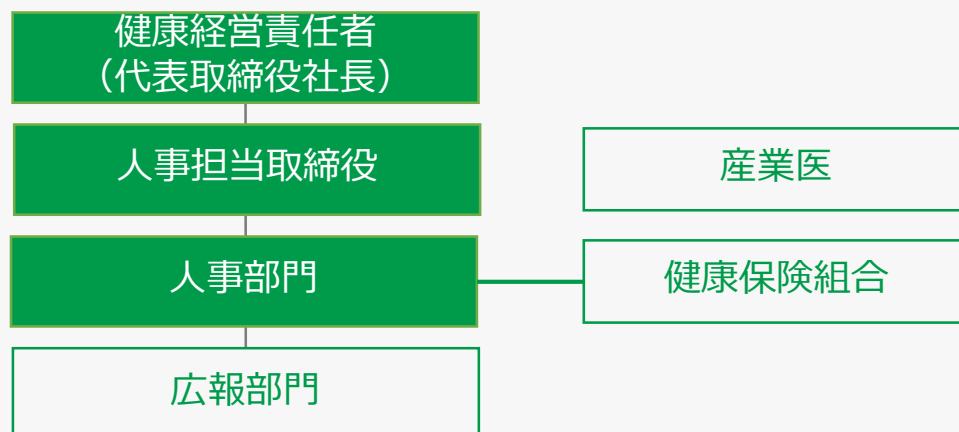 健康経営責任者
（代表取締役社長）
人事担当取締役
産業医
人事部門
健康保険組合
広報部門